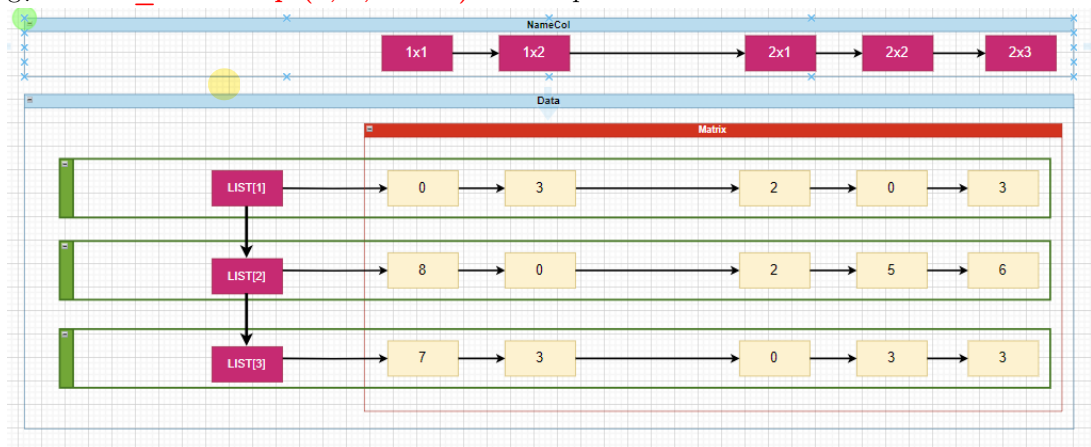 NameCol
1x1 1x2 2x1 2x2 2x3
Data
Matrix
LIST[1] 0 3 2 0 3
LIST[2] 8 0 2 5 6
LIST[3] 7 3 0 3 3